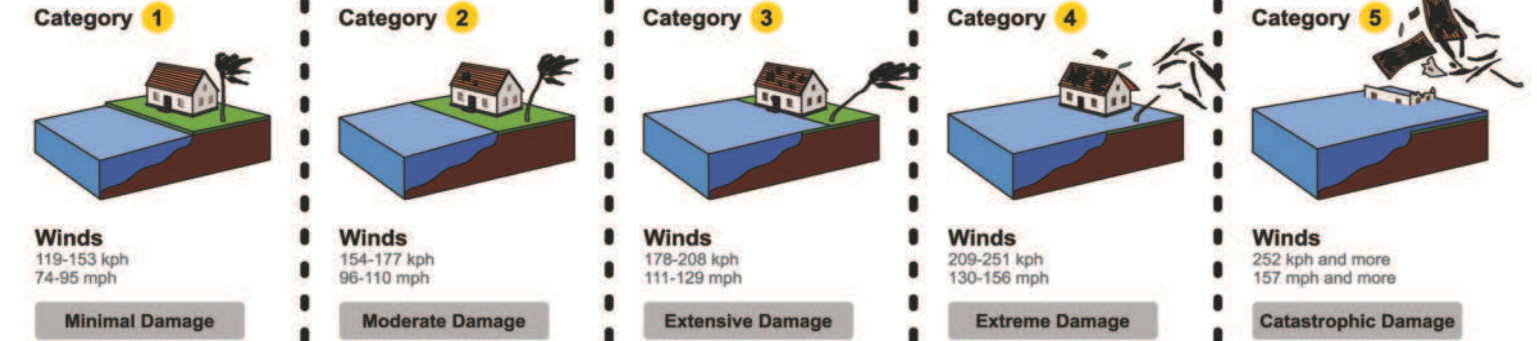 Category 1
Winds
119-153 kph
74-95 mph
Minimal Damage
Category 2
Winds
154-177 kph
96-110 mph
Moderate Damage
Category 3
Winds
178-208 kph
111-129 mph
Extensive Damage
Category 4
Winds
209-251 kph
130-156 mph
Extreme Damage
Category 5
Winds
252 kph and more
157 mph and more
Catastrophic Damage